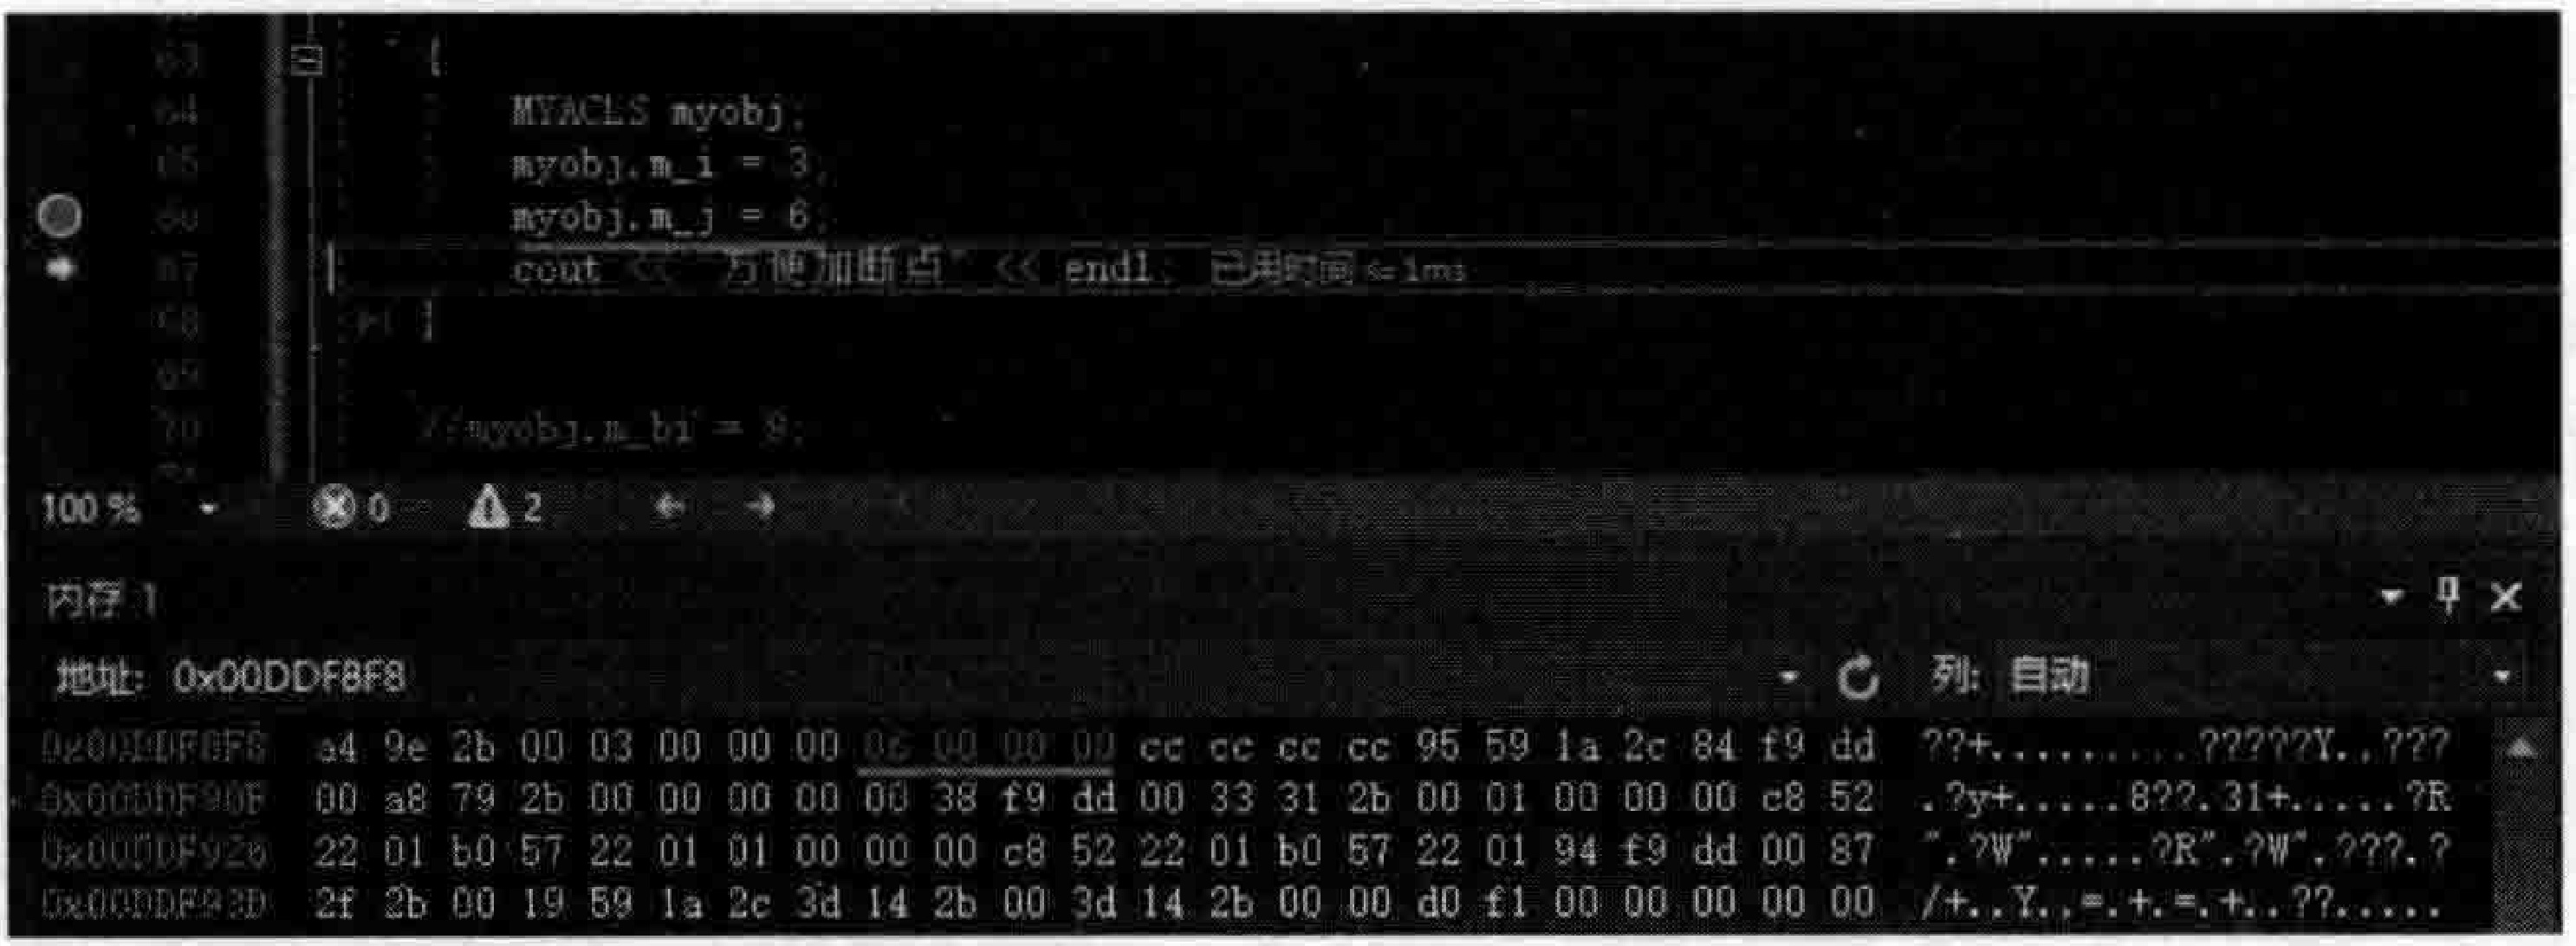 63 {
64 MYACLS myobj;
65 myobj.m_i = 3;
66 myobj.m_j = 6;
67 cout << "方便加断点" << endl; 已用时间 <= 1ms
68 }
69
70 //myobj.m_bi = 9;
100 % 0 2
内存 1
地址: 0x00DDF8F8 列: 自动
0x00DDF8F8 a4 9e 2b 00 03 00 00 00 06 00 00 00 cc cc cc cc 95 59 1a 2c 84 f9 dd ??+.........?????Y..???
0x00DDF90F 00 a8 79 2b 00 00 00 00 00 38 f9 dd 00 33 31 2b 00 01 00 00 00 c8 52 .?y+.....8??.31+.....?R
0x00DDF926 22 01 b0 57 22 01 01 00 00 00 c8 52 22 01 b0 57 22 01 94 f9 dd 00 87 ".?W".....?R".?W".???.?
0x00DDF93D 2f 2b 00 19 59 1a 2c 3d 14 2b 00 3d 14 2b 00 00 d0 f1 00 00 00 00 00 /+..Y.,=.+.=.+..??.....